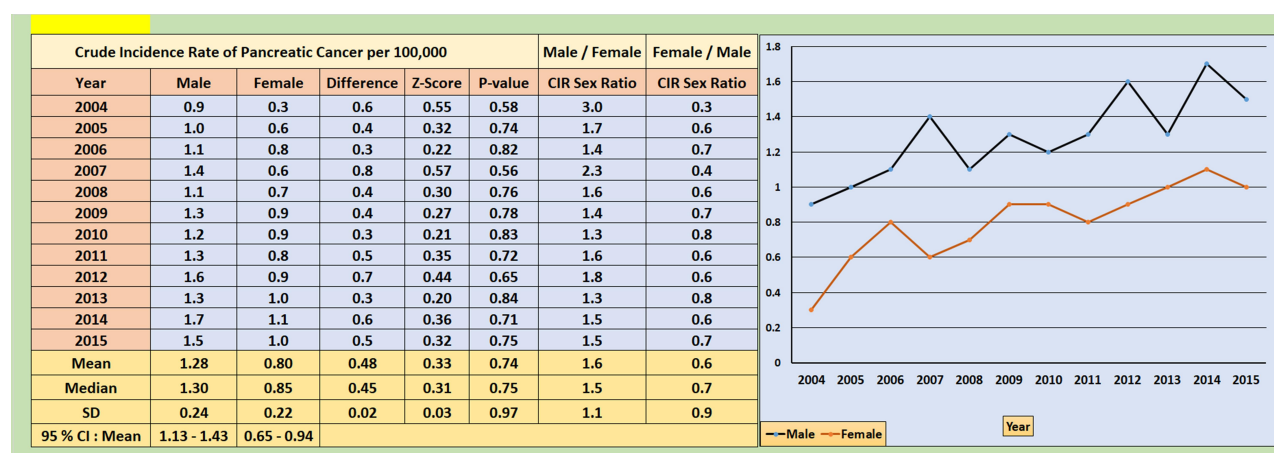 Crude Incidence Rate of Pancreatic Cancer per 100,000 Male / Female Female / Male
Year Male Female Difference Z-Score P-value CIR Sex Ratio CIR Sex Ratio
2004 0.9 0.3 0.6 0.55 0.58 3.0 0.3
2005 1.0 0.6 0.4 0.32 0.74 1.7 0.6
2006 1.1 0.8 0.3 0.22 0.82 1.4 0.7
2007 1.4 0.6 0.8 0.57 0.56 2.3 0.4
2008 1.1 0.7 0.4 0.30 0.76 1.6 0.6
2009 1.3 0.9 0.4 0.27 0.78 1.4 0.7
2010 1.2 0.9 0.3 0.21 0.83 1.3 0.8
2011 1.3 0.8 0.5 0.35 0.72 1.6 0.6
2012 1.6 0.9 0.7 0.44 0.65 1.8 0.6
2013 1.3 1.0 0.3 0.20 0.84 1.3 0.8
2014 1.7 1.1 0.6 0.36 0.71 1.5 0.6
2015 1.5 1.0 0.5 0.32 0.75 1.5 0.7
Mean 1.28 0.80 0.48 0.33 0.74 1.6 0.6
Median 1.30 0.85 0.45 0.31 0.75 1.5 0.7
SD 0.24 0.22 0.02 0.03 0.97 1.1 0.9
95 % CI : Mean 1.13 - 1.43 0.65 - 0.94
1.8
1.6
1.4
1.2
1
0.8
0.6
0.4
0.2
0
2004 2005 2006 2007 2008 2009 2010 2011 2012 2013 2014 2015
Year
Male Female